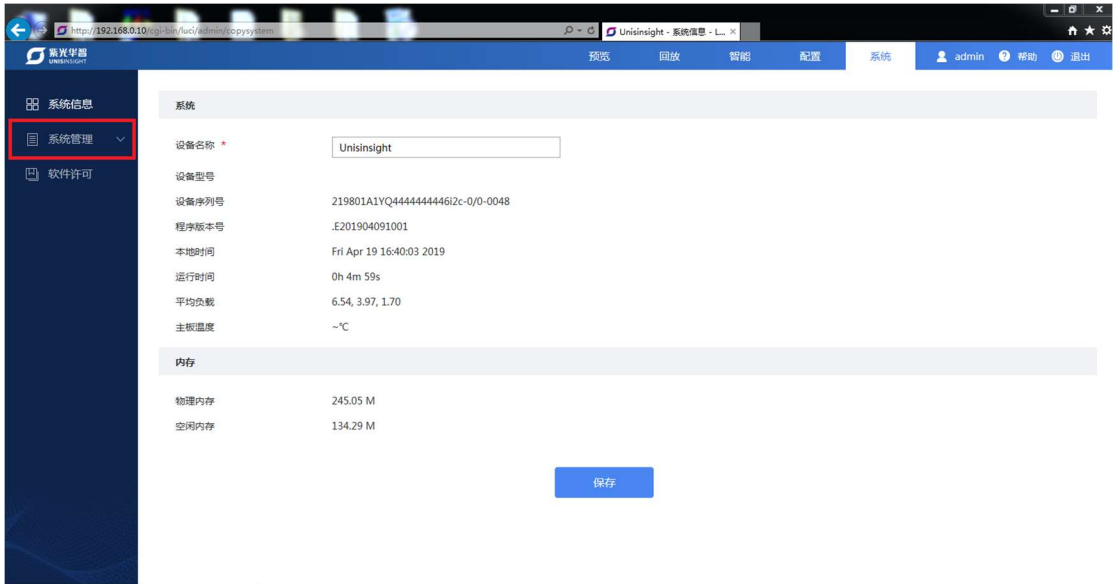 http://192.168.0.10/cgi-bin/luci/admin/copysystem
Unisinsight - 系统信息 - L...
紫光华智
UNISINSIGHT
预览 回放 智能 配置 系统 admin 帮助 退出
系统信息
系统管理
软件许可
系统
设备名称 * Unisinsight
设备型号
设备序列号 219801A1YQ4444444446i2c-0/0-0048
程序版本号 .E201904091001
本地时间 Fri Apr 19 16:40:03 2019
运行时间 0h 4m 59s
平均负载 6.54, 3.97, 1.70
主板温度 ~℃
内存
物理内存 245.05 M
空闲内存 134.29 M
保存